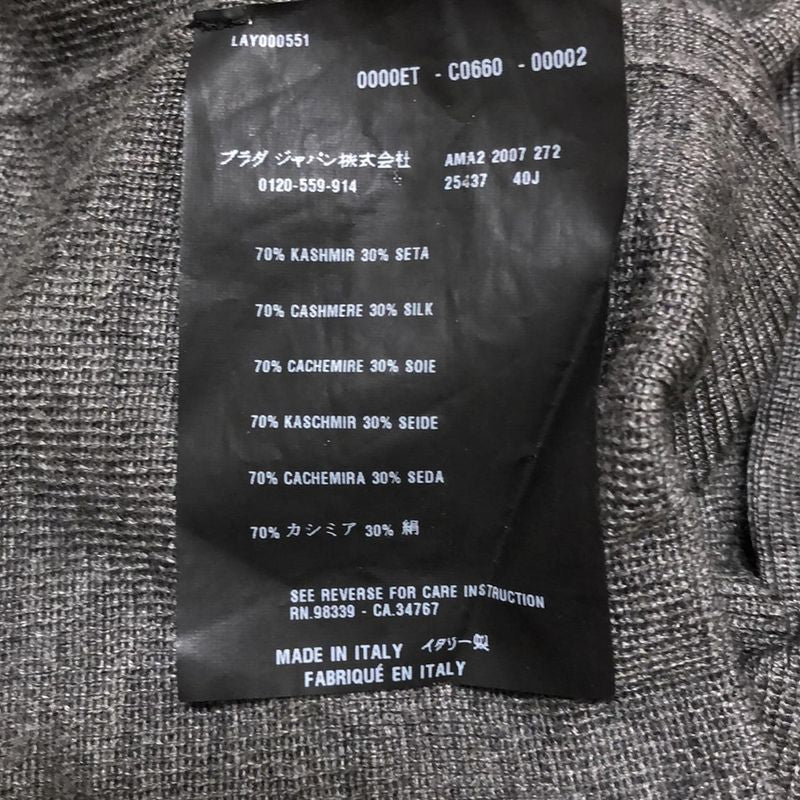 LAY000551
0000ET - C0660 - 00002
プラダ ジャパン株式会社 AMA2 2007 272
0120-559-914 25437 40J
70% KASHMIR 30% SETA
70% CASHMERE 30% SILK
70% CACHEMIRE 30% SOIE
70% KASCHMIR 30% SEIDE
70% CACHEMIRA 30% SEDA
70% カシミア 30% 絹
SEE REVERSE FOR CARE INSTRUCTION
RN.98339 - CA.34767
MADE IN ITALY イタリー製
FABRIQUÉ EN ITALY